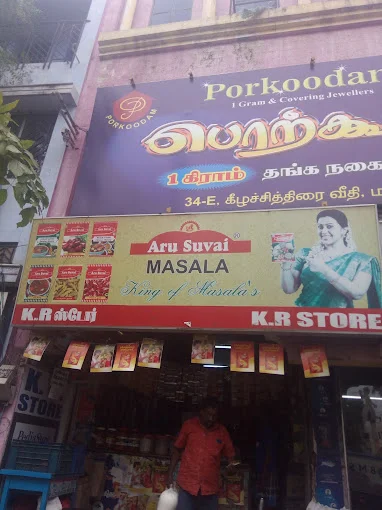 Porkoodam
1 Gram & Covering Jewellers
P
PORKOODAM
1 கிராம் தங்க நகை
34-E, கீழசித்திரை வீதி,
Aru Suvai
MASALA
King of Masala's
K.R ஸ்டோர்
K.R STORE
K.
STORE